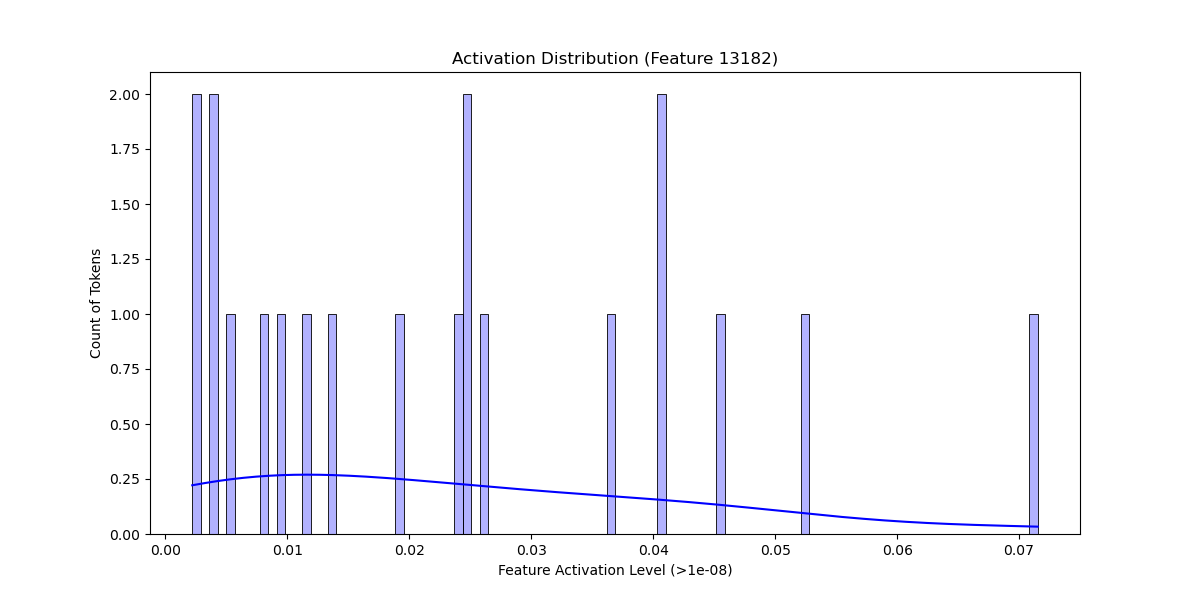 Activation Distribution (Feature 13182)
2.00
1.75
1.50
1.25
1.00
0.75
0.50
0.25
0.00
Count of Tokens
0.00 0.01 0.02 0.03 0.04 0.05 0.06 0.07
Feature Activation Level (>1e-08)